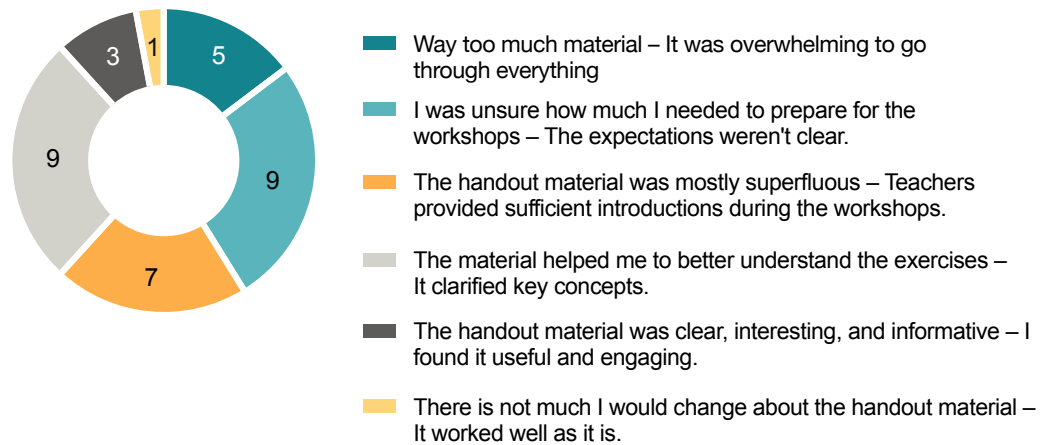 5
9
7
9
3
1
Way too much material – It was overwhelming to go
through everything
I was unsure how much I needed to prepare for the
workshops – The expectations weren't clear.
The handout material was mostly superfluous – Teachers
provided sufficient introductions during the workshops.
The material helped me to better understand the exercises –
It clarified key concepts.
The handout material was clear, interesting, and informative – I
found it useful and engaging.
There is not much I would change about the handout material –
It worked well as it is.